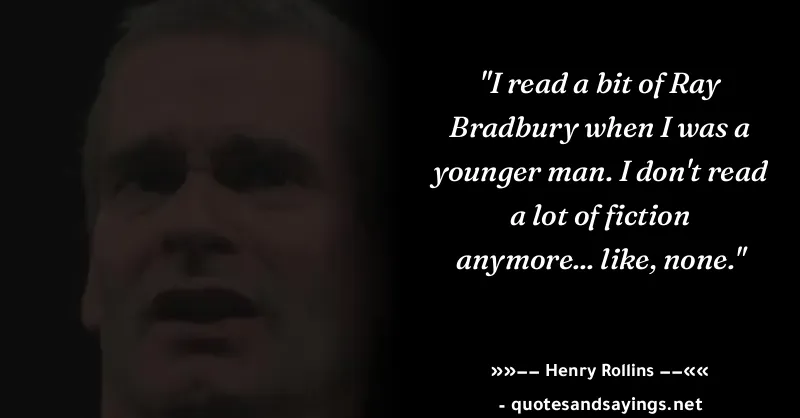 "I read a bit of Ray
Bradbury when I was a
younger man. I don't read
a lot of fiction
anymore... like, none."
»»−− Henry Rollins −−««
- quotesandsayings.net